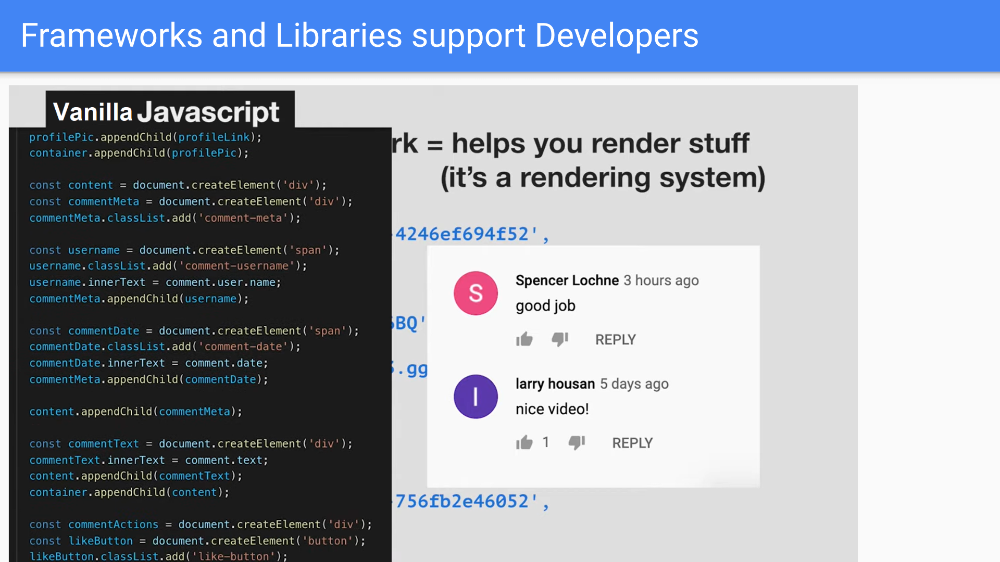 Frameworks and Libraries support Developers
Vanilla Javascript
profilePic.appendChild(profileLink);
container.appendChild(profilePic);
const content = document.createElement('div');
const commentMeta = document.createElement('div');
commentMeta.classList.add('comment-meta');
const username = document.createElement('span');
username.classList.add('comment-username');
username.innerText = comment.user.name;
commentMeta.appendChild(username);
const commentDate = document.createElement('span');
commentDate.classList.add('comment-date');
commentDate.innerText = comment.date;
commentMeta.appendChild(commentDate);
content.appendChild(commentMeta);
const commentText = document.createElement('div');
commentText.innerText = comment.text;
content.appendChild(commentText);
container.appendChild(content);
const commentActions = document.createElement('div');
const likeButton = document.createElement('button');
likeButton.classList.add('like-button');
rk = helps you render stuff
(it's a rendering system)
4246ef694f52',
BQ'
.gg
S
Spencer Lochne 3 hours ago
good job
REPLY
l
larry housan 5 days ago
nice video!
1 REPLY
756fb2e46052',